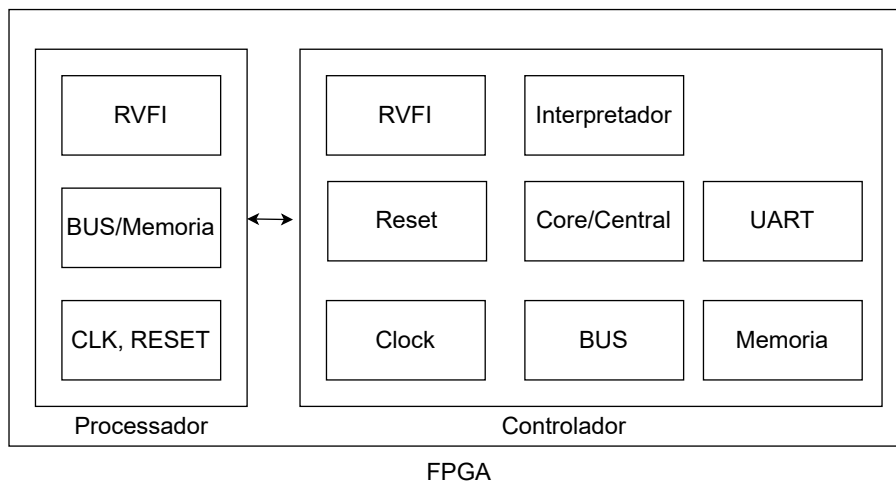 RVFI
BUS/Memoria
CLK, RESET
Processador
RVFI
Interpretador
Reset
Core/Central
UART
Clock
BUS
Memoria
Controlador
FPGA